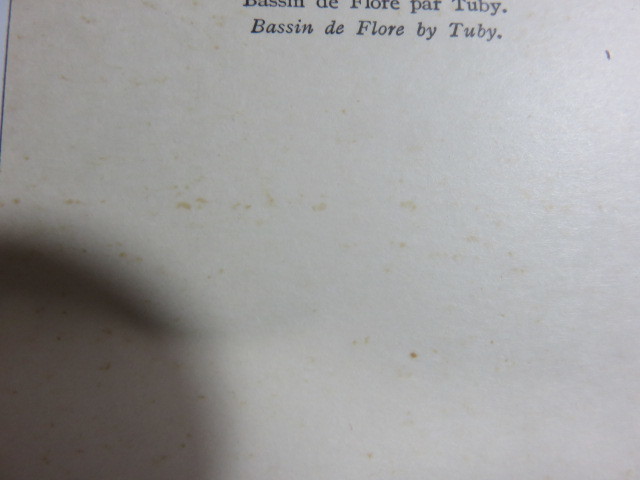 Bassin de Flore par Tuby.
Bassin de Flore by Tuby.